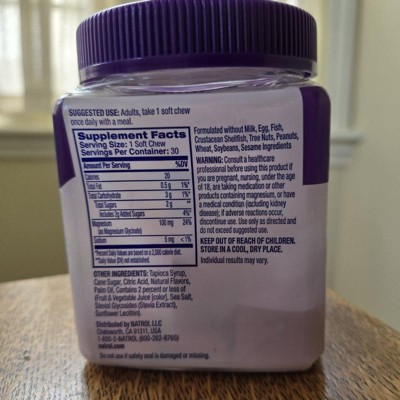 SUGGESTED USE: Adults, take 1 soft chew
once daily with a meal.
Supplement Facts
Serving Size: 1 Soft Chew
Servings Per Container: 30
Amount Per Serving %DV
Calories 20
Total Fat 0.5 g 1%*
Total Carbohydrate 3 g 1%*
Total Sugars 2 g **
Includes 2g Added Sugars 4%*
Magnesium 100 mg 24%
(as Magnesium Glycinate)
Sodium 5 mg <1%
*Percent Daily Values are based on a 2,000 calorie diet.
**Daily Value (DV) not established.
OTHER INGREDIENTS: Tapioca Syrup,
Cane Sugar, Citric Acid, Natural Flavors,
Palm Oil, Contains 2 percent or less of
(Fruit & Vegetable Juice [color], Sea Salt,
Steviol Glycosides (Stevia Extract),
Sunflower Lecithin).
Distributed by NATROL LLC
Chatsworth, CA 91311, USA
1-800-2-NATROL (800-262-8765)
natrol.com
Do not use if safety seal is damaged or missing.
Formulated without Milk, Egg, Fish,
Crustacean Shellfish, Tree Nuts, Peanuts,
Wheat, Soybeans, Sesame Ingredients
WARNING: Consult a healthcare
professional before using this product if
you are pregnant, nursing, under the age
of 18, are taking medication or other
products containing magnesium, or have
a medical condition (including kidney
disease); if adverse reactions occur,
discontinue use. Use only as directed and
do not exceed suggested use.
KEEP OUT OF REACH OF CHILDREN.
STORE IN A COOL, DRY PLACE.
Individual results may vary.